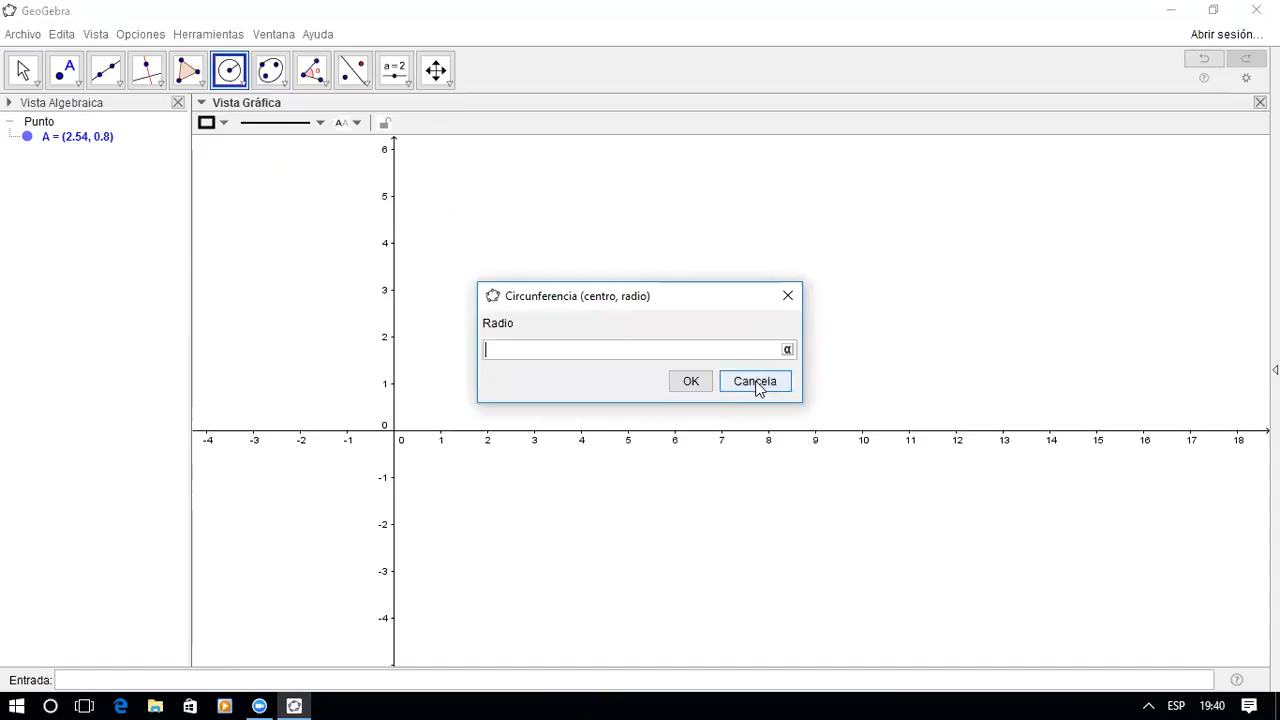 GeoGebra
Archivo Edita Vista Opciones Herramientas Ventana Ayuda
Abrir sesión...
A
α
a = 2
Vista Algebraica
Vista Gráfica
AA
Punto
A = (2.54, 0.8)
6
5
4
3
2
1
0
-4 -3 -2 -1 0 1 2 3 4 5 6 7 8 9 10 11 12 13 14 15 16 17 18
-1
-2
-3
-4
Circunferencia (centro, radio)
Radio
α
OK Cancela
Entrada:
ESP 19:40